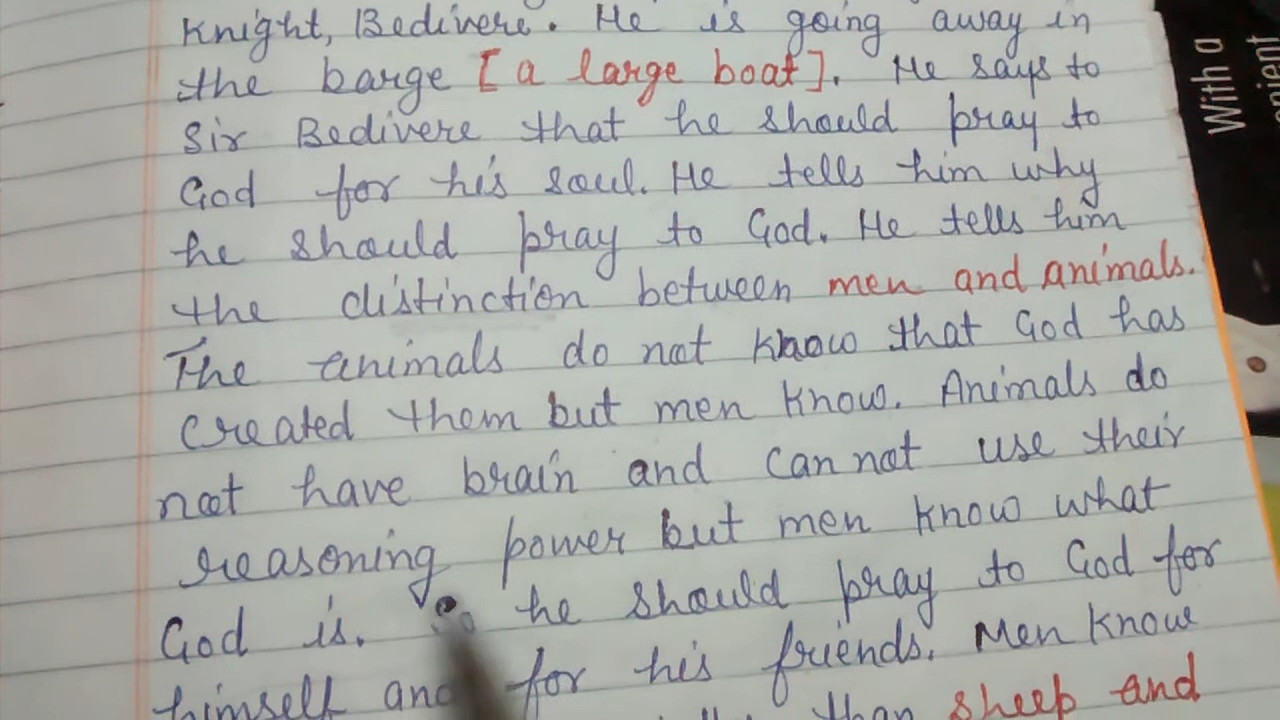 Knight, Bedivere. He is going away in
the barge [a large boat]. He says to
Sir Bedivere that he should pray to
God for his soul. He tells him why
he should pray to God. He tells him
the distinction between men and animals.
The animals do not know that God has
created them but men know. Animals do
not have brain and can not use their
reasoning power but men know what
God is. So he should pray to God for
himself and for his friends. Men know
than sheep and
With a